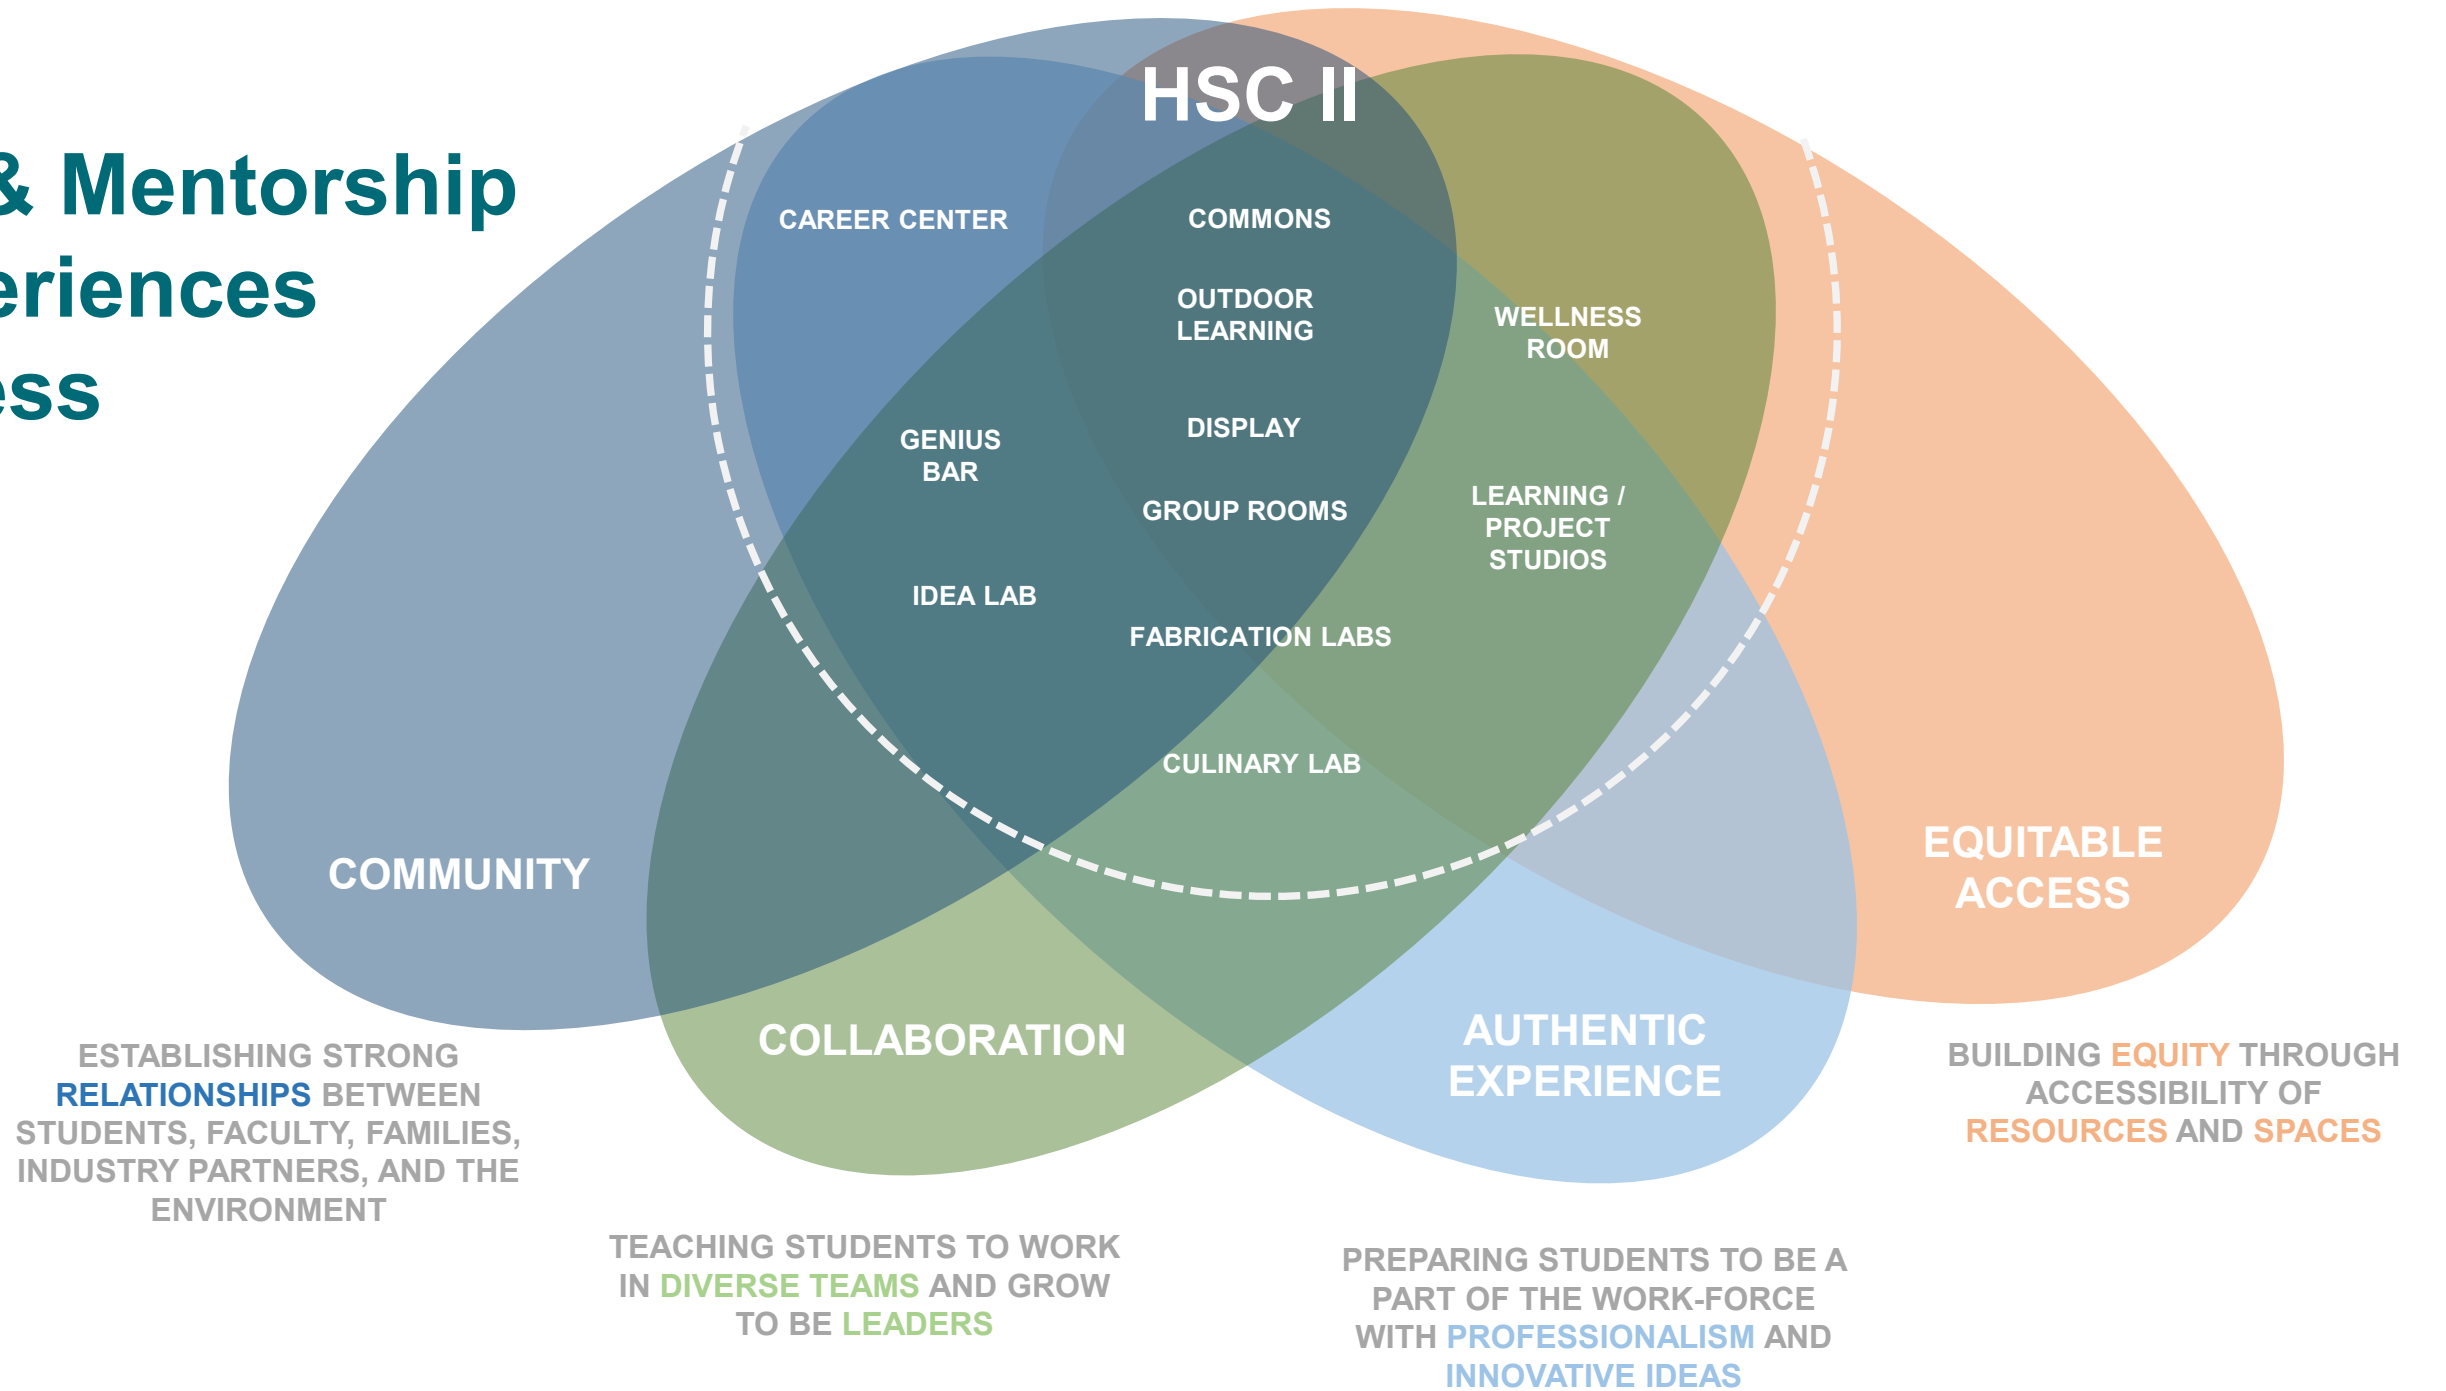 & Mentorship
HSC II
CAREER CENTER
COMMONS
OUTDOOR
LEARNING
WELLNESS
ROOM
DISPLAY
GENIUS
BAR
GROUP ROOMS
LEARNING /
PROJECT
STUDIOS
IDEA LAB
FABRICATION LABS
CULINARY LAB
COMMUNITY
COLLABORATION
AUTHENTIC
EXPERIENCE
EQUITABLE
ACCESS
ESTABLISHING STRONG
RELATIONSHIPS BETWEEN
STUDENTS, FACULTY, FAMILIES,
INDUSTRY PARTNERS, AND THE
ENVIRONMENT
TEACHING STUDENTS TO WORK
IN DIVERSE TEAMS AND GROW
TO BE LEADERS
PREPARING STUDENTS TO BE A
PART OF THE WORK-FORCE
WITH PROFESSIONALISM AND
INNOVATIVE IDEAS
BUILDING EQUITY THROUGH
ACCESSIBILITY OF
RESOURCES AND SPACES